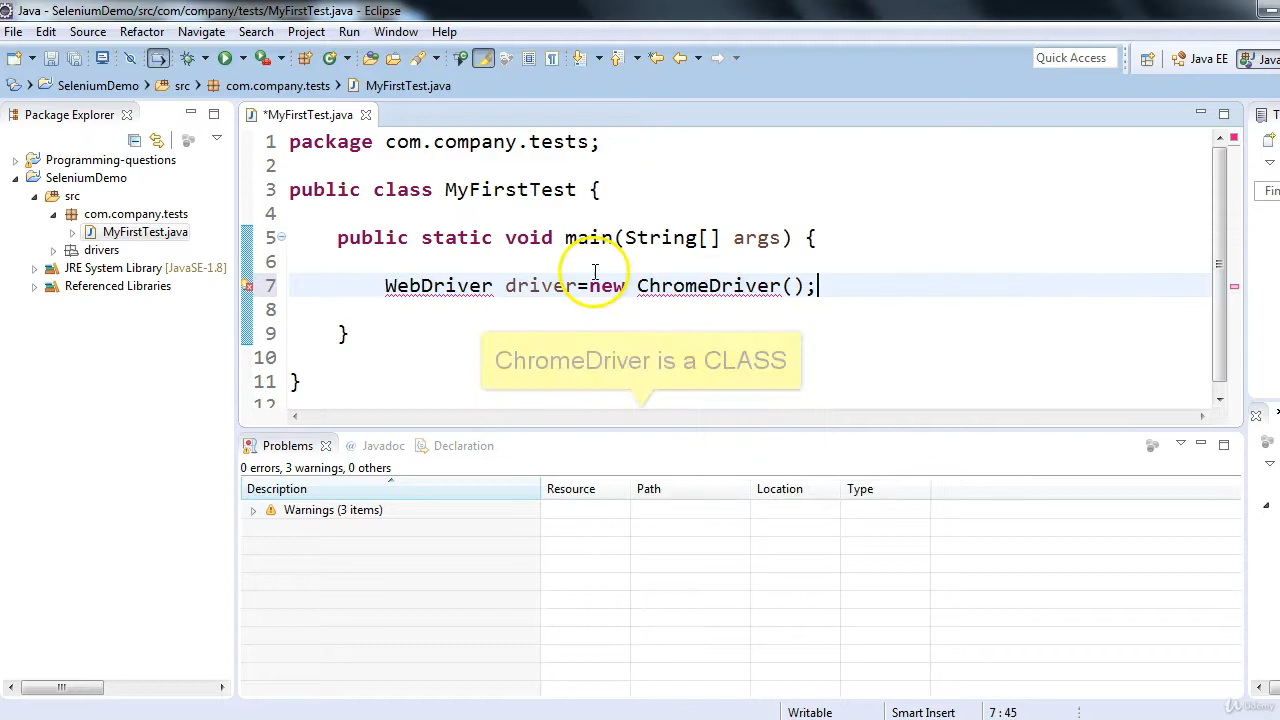 Java - SeleniumDemo/src/com/company/tests/MyFirstTest.java - Eclipse
File Edit Source Refactor Navigate Search Project Run Window Help
Quick Access Java EE Java
SeleniumDemo src com.company.tests MyFirstTest.java
Package Explorer
Programming-questions
SeleniumDemo
src
com.company.tests
MyFirstTest.java
drivers
JRE System Library [JavaSE-1.8]
Referenced Libraries
*MyFirstTest.java
1 package com.company.tests;
2
3 public class MyFirstTest {
4
5 public static void main(String[] args) {
6
7 WebDriver driver=new ChromeDriver();
8
9 }
10
11 }
12
ChromeDriver is a CLASS
Problems @ Javadoc Declaration
0 errors, 3 warnings, 0 others
Description Resource Path Location Type
Warnings (3 items)
Writable Smart Insert 7 : 45
Udemy